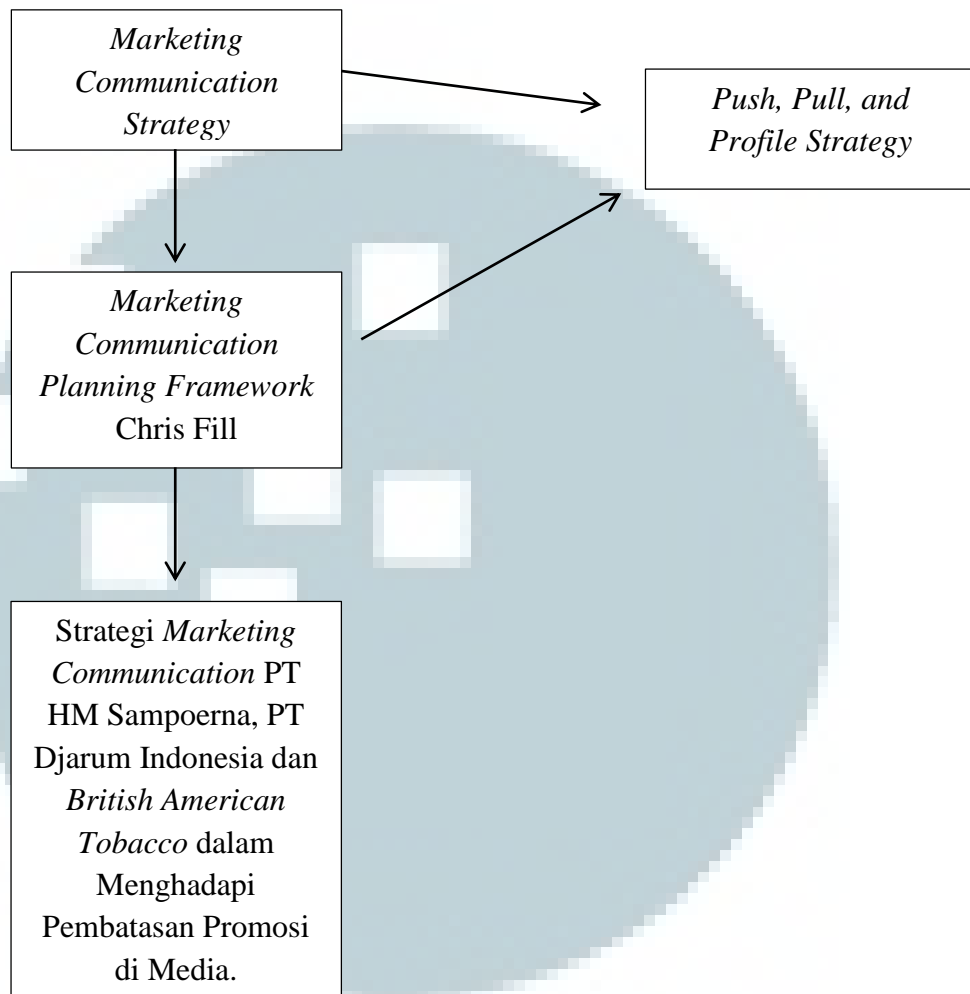 Marketing
Communication
Strategy
Push, Pull, and
Profile Strategy
Marketing
Communication
Planning Framework
Chris Fill
Strategi Marketing
Communication PT
HM Sampoerna, PT
Djarum Indonesia dan
British American
Tobacco dalam
Menghadapi
Pembatasan Promosi
di Media.